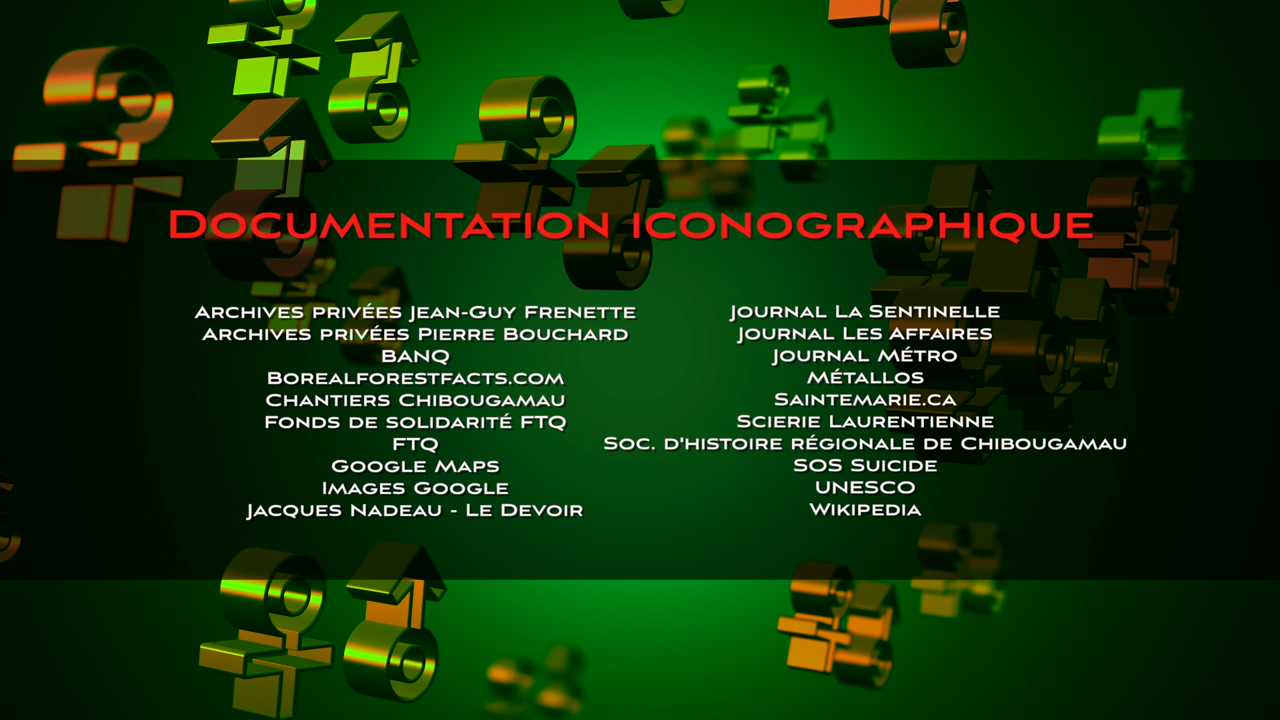 Documentation iconographique
Archives privées Jean-Guy Frenette
Archives privées Pierre Bouchard
BANQ
Borealforestfacts.com
Chantiers Chibougamau
Fonds de solidarité FTQ
FTQ
Google Maps
Images Google
Jacques Nadeau - Le Devoir
Journal La Sentinelle
Journal Les affaires
Journal Métro
Métallos
Saintemarie.ca
Scierie Laurentienne
Soc. d'histoire régionale de Chibougamau
SOS Suicide
UNESCO
Wikipedia